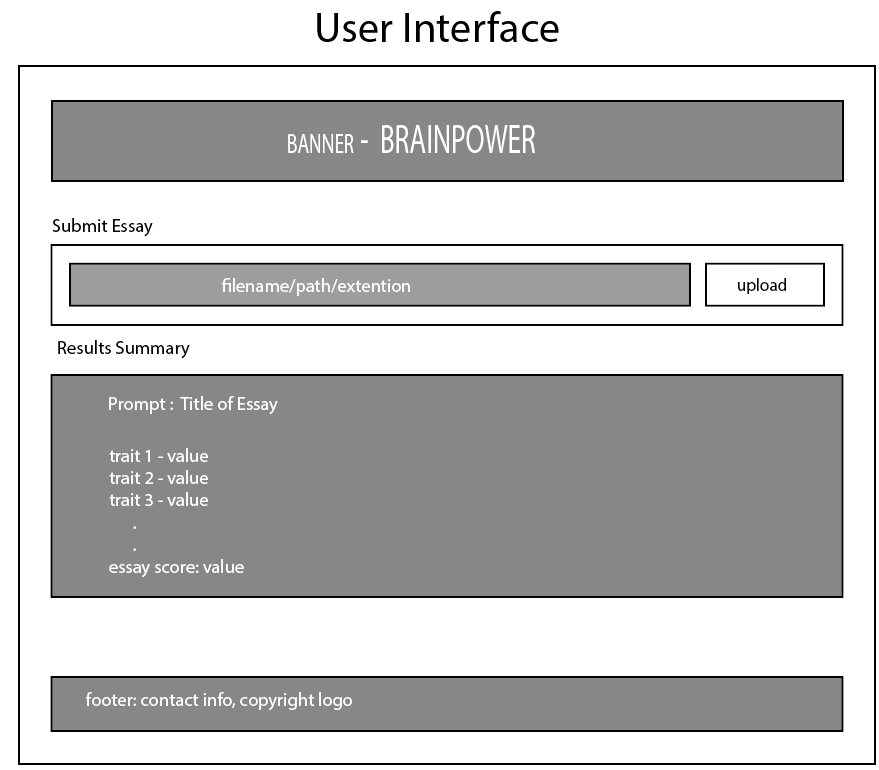 User Interface
BANNER - BRAINPOWER
Submit Essay
filename/path/extention
upload
Results Summary
Prompt : Title of Essay
trait 1 - value
trait 2 - value
trait 3 - value
.
.
essay score: value
footer: contact info, copyright logo